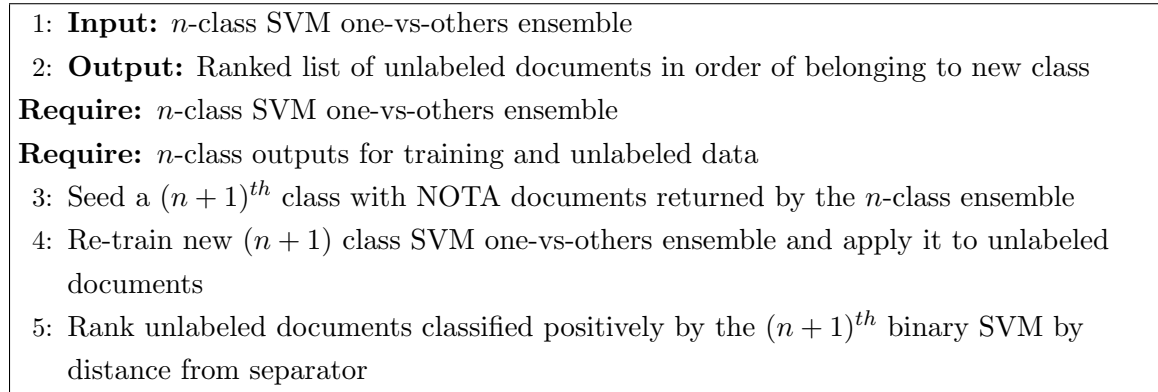 1: Input: n-class SVM one-vs-others ensemble
2: Output: Ranked list of unlabeled documents in order of belonging to new class
Require: n-class SVM one-vs-others ensemble
Require: n-class outputs for training and unlabeled data
3: Seed a (n + 1)^{th} class with NOTA documents returned by the n-class ensemble
4: Re-train new (n + 1) class SVM one-vs-others ensemble and apply it to unlabeled
documents
5: Rank unlabeled documents classified positively by the (n + 1)^{th} binary SVM by
distance from separator